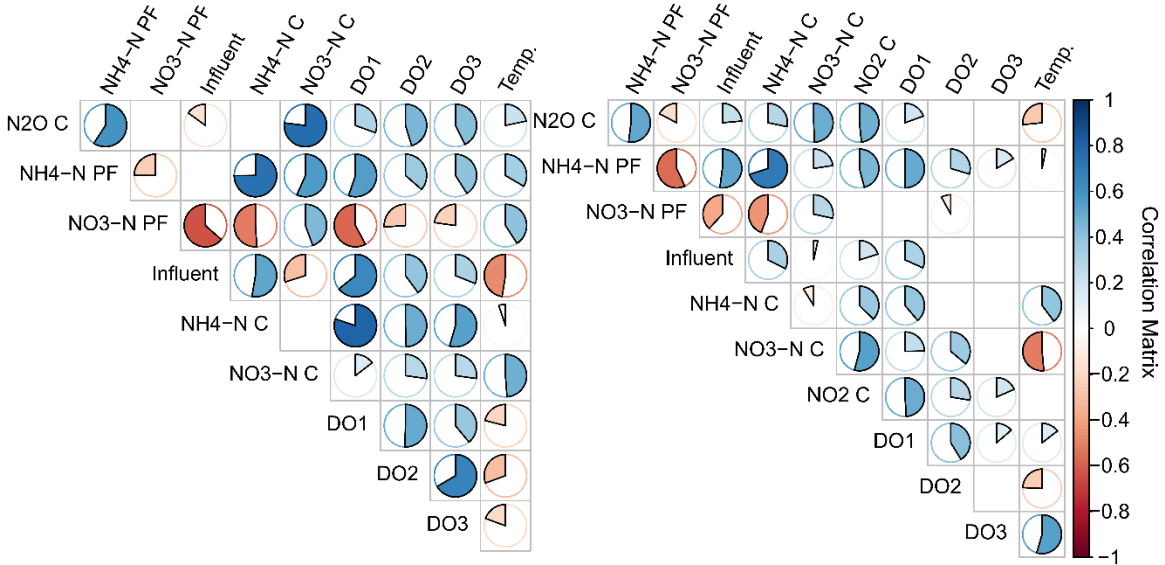 NH4−N PF
NO3−N PF
Influent
NH4−N C
NO3−N C
DO1
DO2
DO3
Temp.
N2O C
NH4−N PF
NO3−N PF
Influent
NH4−N C
NO3−N C
DO1
DO2
DO3
NH4−N PF
NO3−N PF
Influent
NH4−N C
NO3−N C
NO2 C
DO1
DO2
DO3
Temp.
N2O C
NH4−N PF
NO3−N PF
Influent
NH4−N C
NO3−N C
NO2 C
DO1
DO2
DO3
1
0.8
0.6
0.4
0.2
0
−0.2
−0.4
−0.6
−0.8
−1
Correlation Matrix